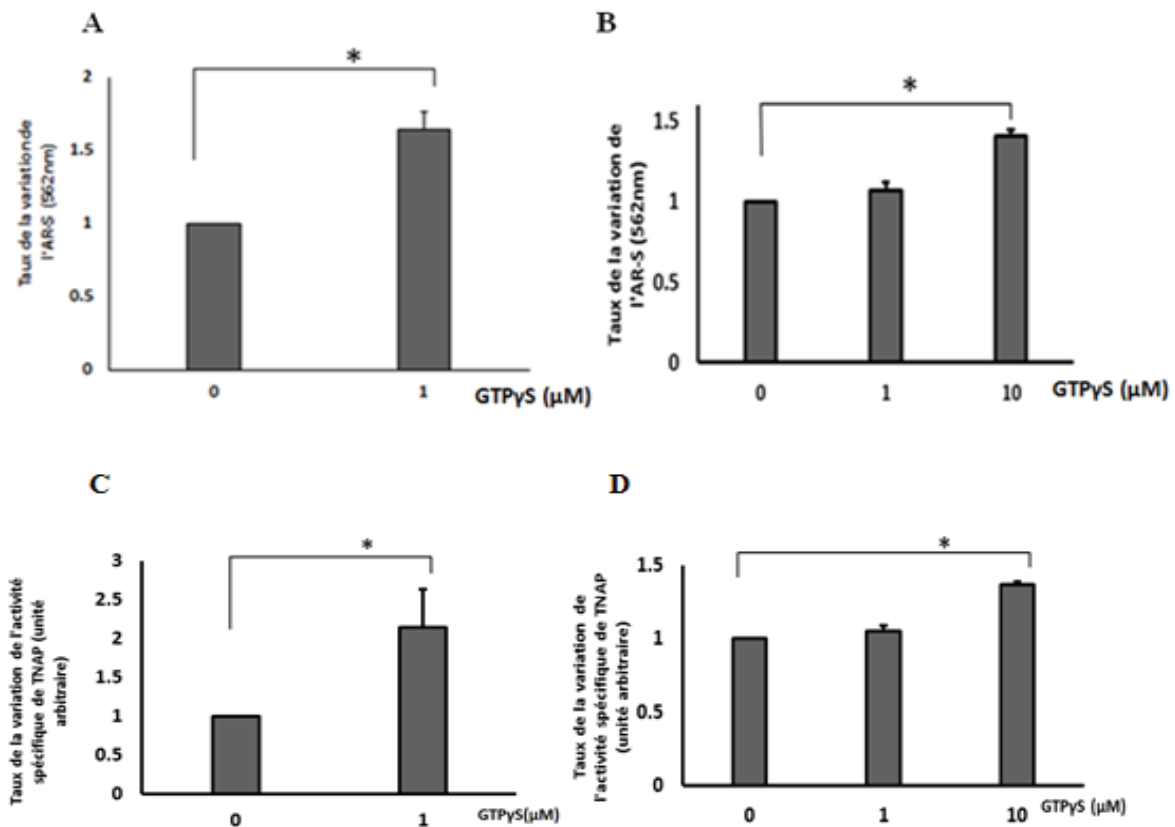 A
Taux de la variation de
l'AR-S (562nm)
2
1.5
1
0.5
0
*
0
1
GTPγS (μM)
B
Taux de la variation de
l'AR-S (562nm)
1.5
1
0.5
0
*
0
1
10
GTPγS (μM)
C
Taux de la variation de l'activité
spécifique de TNAP (unité
arbitraire)
3
2.5
2
1.5
1
0.5
0
*
0
1
GTPγS(μM)
D
Taux de la variation de
l'activité spécifique de TNAP
(unité arbitraire)
1.5
1
0.5
0
*
0
1
10
GTPγS (μM)